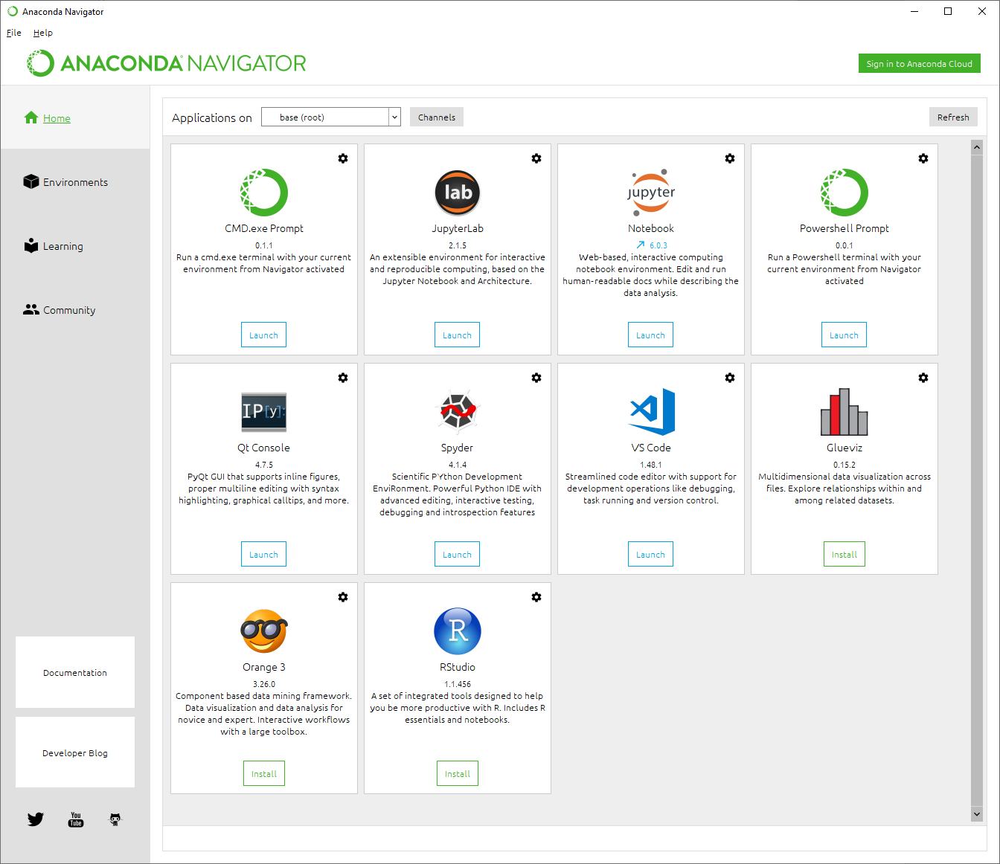 Anaconda Navigator
File Help
ANACONDA NAVIGATOR
Sign in to Anaconda Cloud
Home
Environments
Learning
Community
Documentation
Developer Blog
You
Tube
Applications on base (root) Channels Refresh
CMD.exe Prompt
0.1.1
Run a cmd.exe terminal with your current
environment from Navigator activated
Launch
lab
JupyterLab
2.1.5
An extensible environment for interactive
and reproducible computing, based on the
Jupyter Notebook and Architecture.
Launch
jupyter
Notebook
6.0.3
Web-based, interactive computing
notebook environment. Edit and run
human-readable docs while describing the
data analysis.
Launch
Powershell Prompt
0.0.1
Run a Powershell terminal with your
current environment from Navigator
activated
Launch
IP[y]:
Qt Console
4.7.5
PyQt GUI that supports inline figures,
proper multiline editing with syntax
highlighting, graphical calltips, and more.
Launch
Spyder
4.1.4
Scientific PYthon Development
EnviRonment. Powerful Python IDE with
advanced editing, interactive testing,
debugging and introspection features
Launch
VS Code
1.48.1
Streamlined code editor with support for
development operations like debugging,
task running and version control.
Launch
Glueviz
0.15.2
Multidimensional data visualization across
files. Explore relationships within and
among related datasets.
Install
Orange 3
3.26.0
Component based data mining framework.
Data visualization and data analysis for
novice and expert. Interactive workflows
with a large toolbox.
Install
R
RStudio
1.1.456
A set of integrated tools designed to help
you be more productive with R. Includes R
essentials and notebooks.
Install